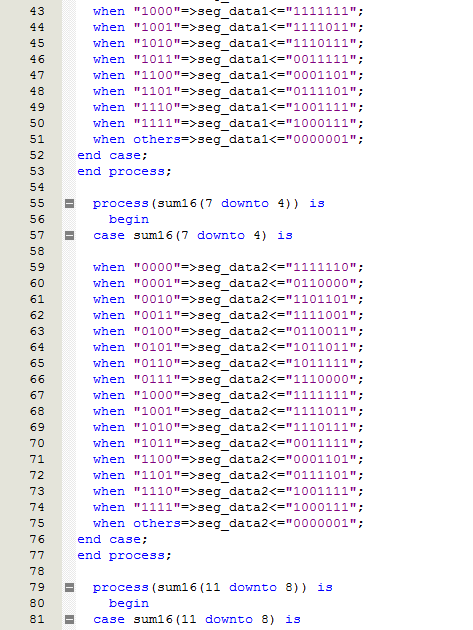 43 when "1000"=>seg_data1<="1111111";
44 when "1001"=>seg_data1<="1111011";
45 when "1010"=>seg_data1<="1110111";
46 when "1011"=>seg_data1<="0011111";
47 when "1100"=>seg_data1<="0001101";
48 when "1101"=>seg_data1<="0111101";
49 when "1110"=>seg_data1<="1001111";
50 when "1111"=>seg_data1<="1000111";
51 when others=>seg_data1<="0000001";
52 end case;
53 end process;
54
55 process(sum16(7 downto 4)) is
56 begin
57 case sum16(7 downto 4) is
58
59 when "0000"=>seg_data2<="1111110";
60 when "0001"=>seg_data2<="0110000";
61 when "0010"=>seg_data2<="1101101";
62 when "0011"=>seg_data2<="1111001";
63 when "0100"=>seg_data2<="0110011";
64 when "0101"=>seg_data2<="1011011";
65 when "0110"=>seg_data2<="1011111";
66 when "0111"=>seg_data2<="1110000";
67 when "1000"=>seg_data2<="1111111";
68 when "1001"=>seg_data2<="1111011";
69 when "1010"=>seg_data2<="1110111";
70 when "1011"=>seg_data2<="0011111";
71 when "1100"=>seg_data2<="0001101";
72 when "1101"=>seg_data2<="0111101";
73 when "1110"=>seg_data2<="1001111";
74 when "1111"=>seg_data2<="1000111";
75 when others=>seg_data2<="0000001";
76 end case;
77 end process;
78
79 process(sum16(11 downto 8)) is
80 begin
81 case sum16(11 downto 8) is